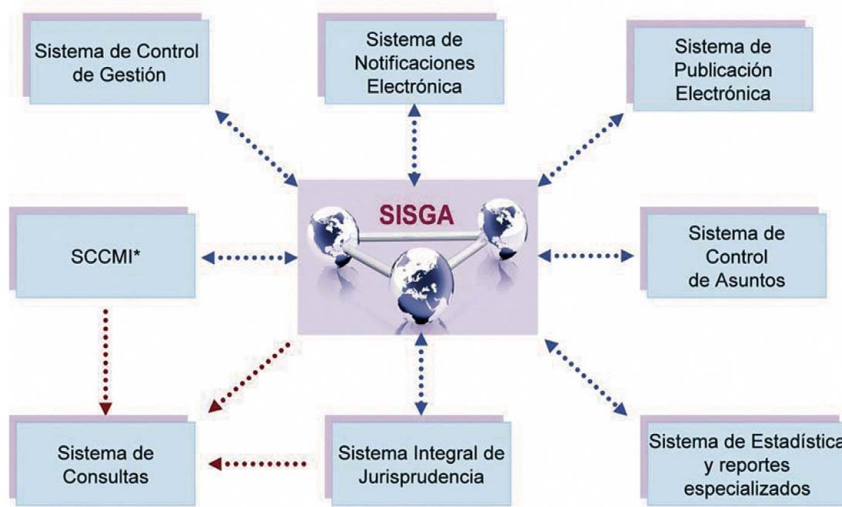 Sistema de Control
de Gestión
Sistema de
Notificaciones
Electrónica
Sistema de
Publicación
Electrónica
SISGA
SCCMI*
Sistema de
Control
de Asuntos
Sistema de
Consultas
Sistema Integral de
Jurisprudencia
Sistema de Estadística
y reportes
especializados